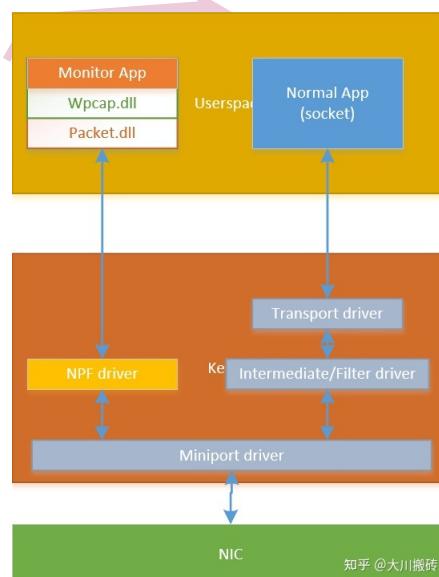 Monitor App
Wpcap.dll
Packet.dll
Userspac
Normal App
(socket)
Transport driver
NPF driver
Ke
Intermediate/Filter driver
Miniport driver
NIC
知乎 @大川搬砖